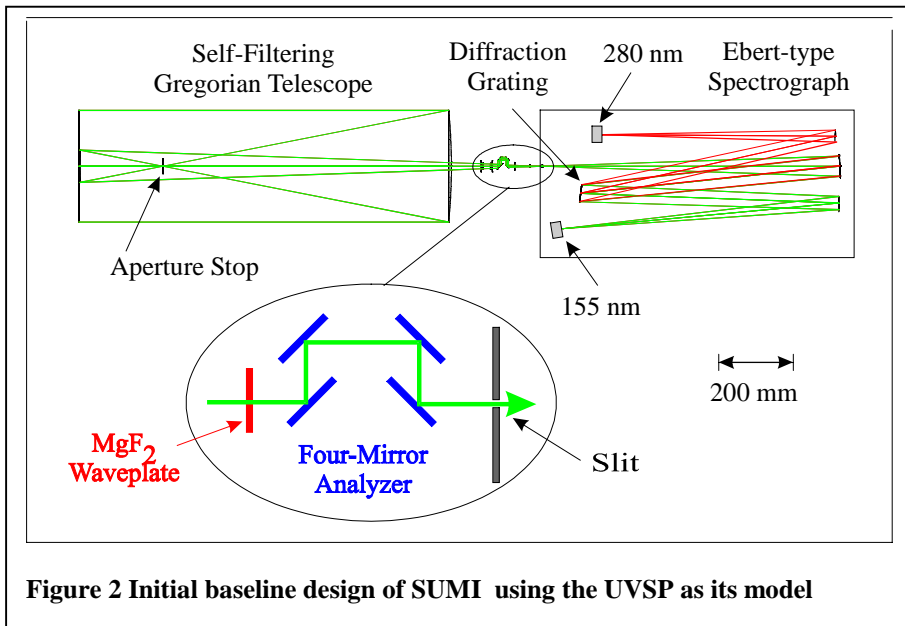 Self-Filtering
Gregorian Telescope
Diffraction
Grating
280 nm
Ebert-type
Spectrograph
Aperture Stop
155 nm
200 mm
MgF2
Waveplate
Four-Mirror
Analyzer
Slit
Figure 2 Initial baseline design of SUMI using the UVSP as its model